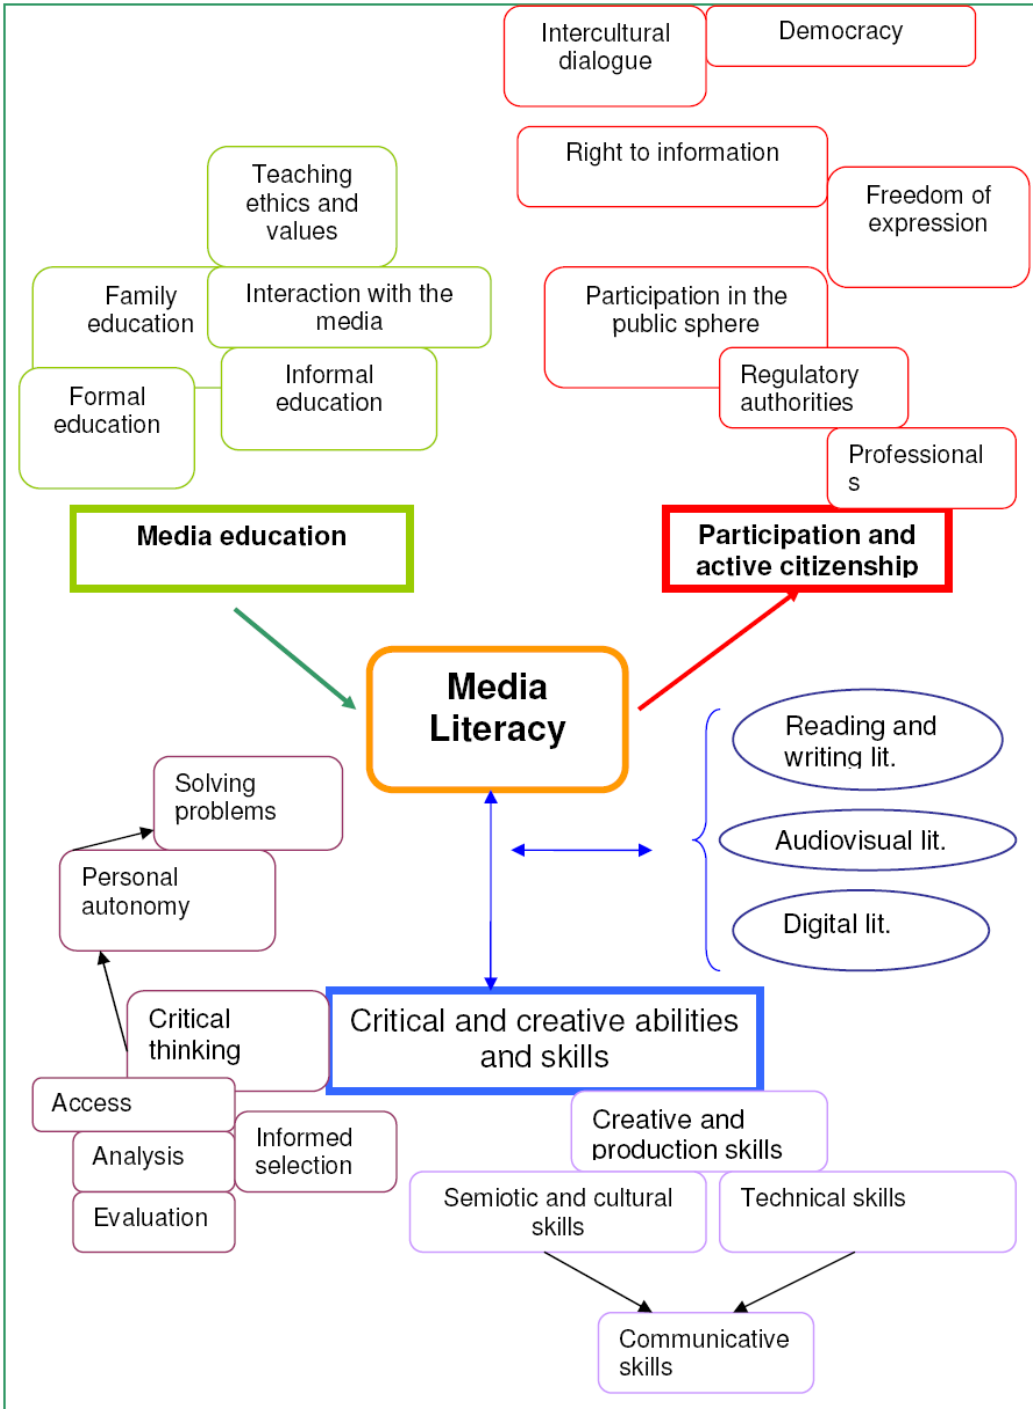 Intercultural
dialogue
Democracy
Right to information
Freedom of
expression
Teaching
ethics and
values
Family
education
Interaction with the
media
Participation in the
public sphere
Formal
education
Informal
education
Regulatory
authorities
Professional
s
Media education
Participation and
active citizenship
Media
Literacy
Reading and
writing lit.
Audiovisual lit.
Digital lit.
Solving
problems
Personal
autonomy
Critical
thinking
Critical and creative abilities
and skills
Access
Analysis
Informed
selection
Evaluation
Creative and
production skills
Semiotic and cultural
skills
Technical skills
Communicative
skills